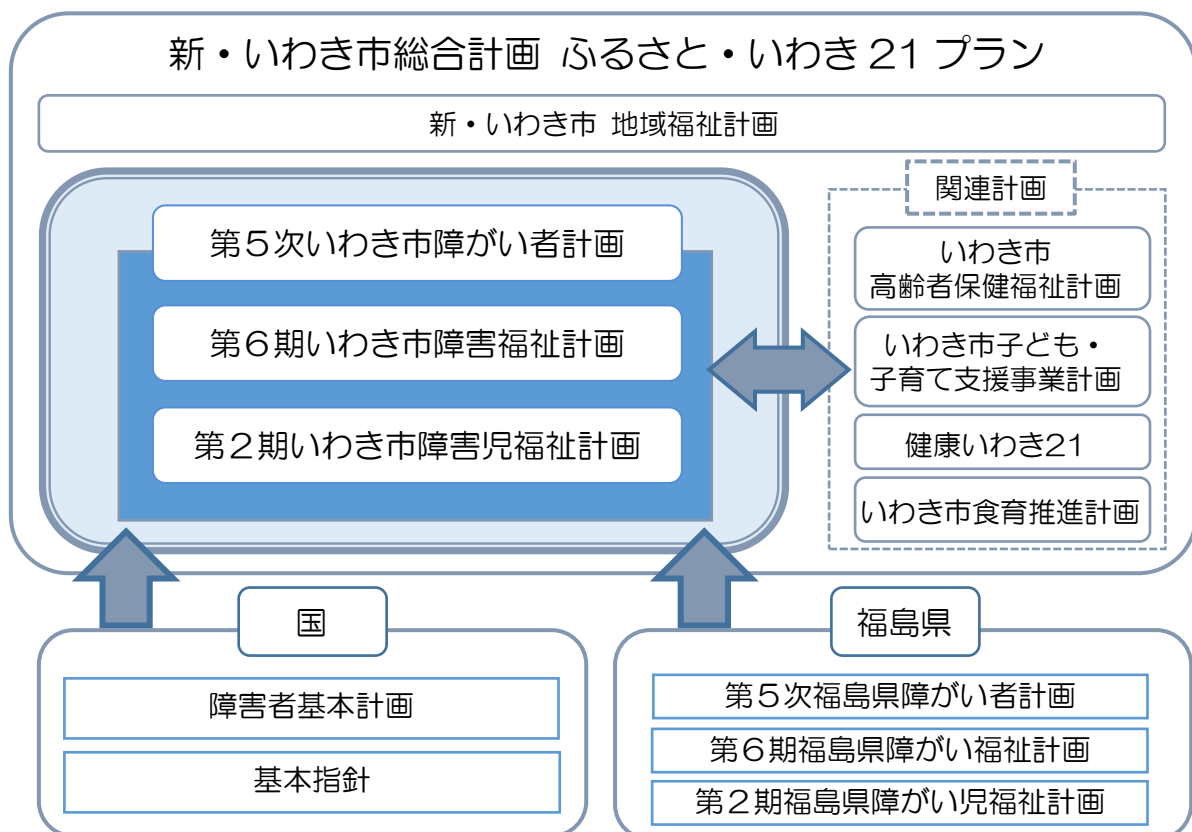 新・いわき市総合計画 ふるさと・いわき21プラン
新・いわき市 地域福祉計画
第5次いわき市障がい者計画
第6期いわき市障害福祉計画
第2期いわき市障害児福祉計画
関連計画
いわき市
高齢者保健福祉計画
いわき市子ども・
子育て支援事業計画
健康いわき21
いわき市食育推進計画
国
障害者基本計画
基本指針
福島県
第5次福島県障がい者計画
第6期福島県障がい福祉計画
第2期福島県障がい児福祉計画